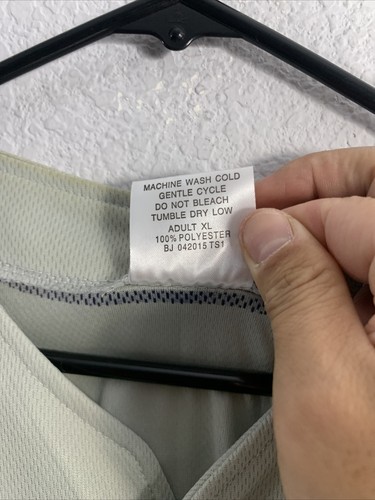 MACHINE WASH COLD
GENTLE CYCLE
DO NOT BLEACH
TUMBLE DRY LOW
ADULT XL
100% POLYESTER
BJ 042015 TS1